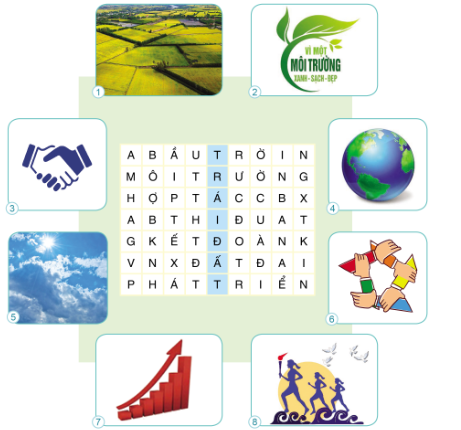 1
2
VÌ MỘT
MÔI TRƯỜNG
XANH-SẠCH-ĐẸP
3
4
A B Ầ U T R Ờ I N
M Ô I T R Ư Ờ N G
H Ợ P T Á C C B X
A B T H I Đ U A T
G K Ế T Đ O À N K
V N X Đ Ấ T Đ A I
P H Á T T R I Ể N
5
6
7
8